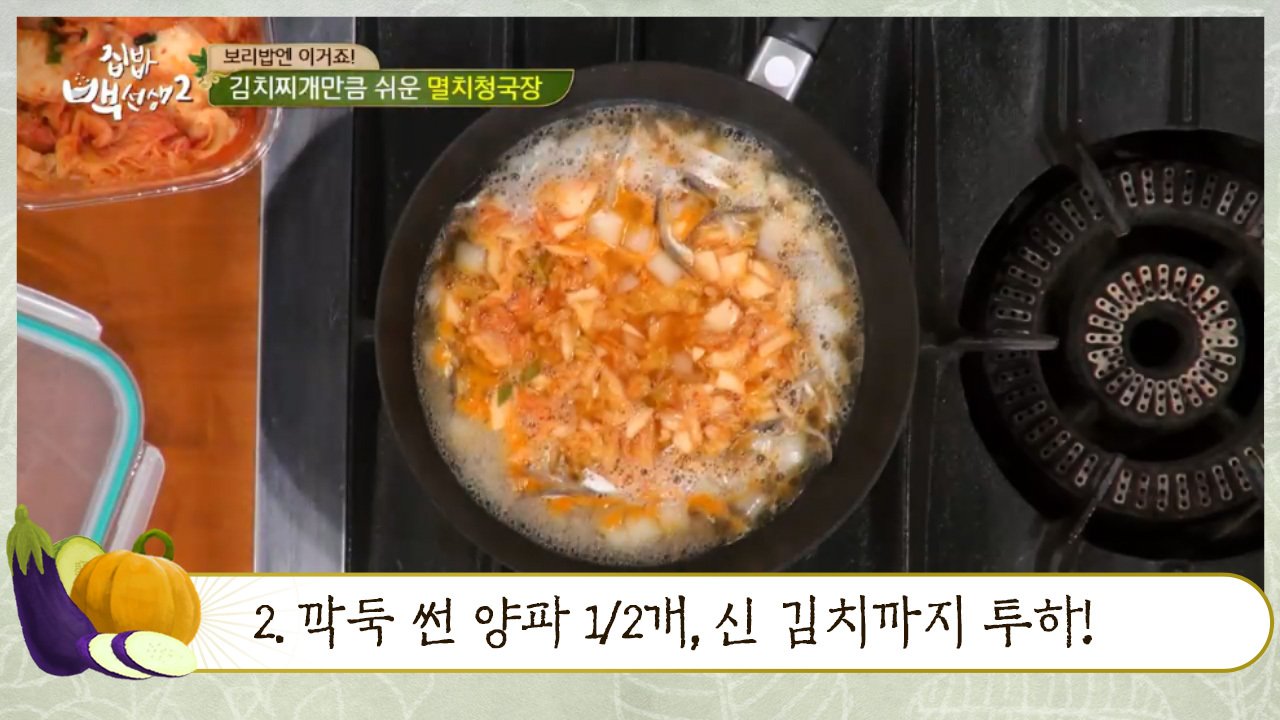 집밥
백선생2
보리밥엔 이거죠!
김치찌개만큼 쉬운 멸치청국장
2. 깍둑 썬 양파 1/2개, 신 김치까지 투하!